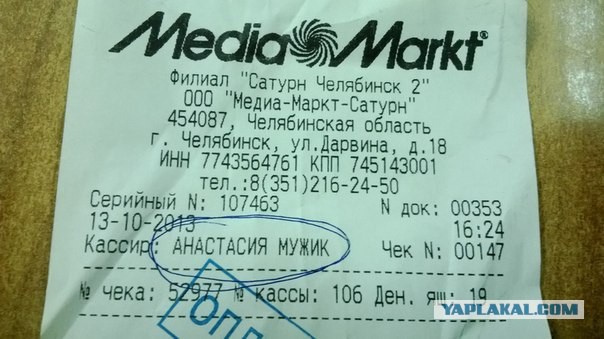 Media Markt®
Филиал "Сатурн Челябинск 2"
ООО "Медиа-Маркт-Сатурн"
454087, Челябинская область
г. Челябинск, ул.Дарвина, д.18
ИНН 7743564761 КПП 745143001
тел.:8(351)216-24-50
Серийный N: 107463 N док: 00353
13-10-2013 16:24
Кассир: АНАСТАСИЯ МУЖИК Чек N: 00147
№ чека: 52977 № кассы: 106 Ден. ящ: 19
YAPLAKAL.COM